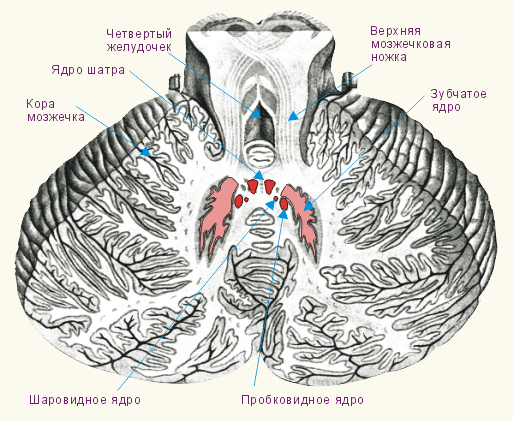 Четвертый
желудочек
Верхняя
мозжечковая
ножка
Ядро шатра
Зубчатое
ядро
Кора
мозжечка
Шаровидное ядро
Пробковидное ядро